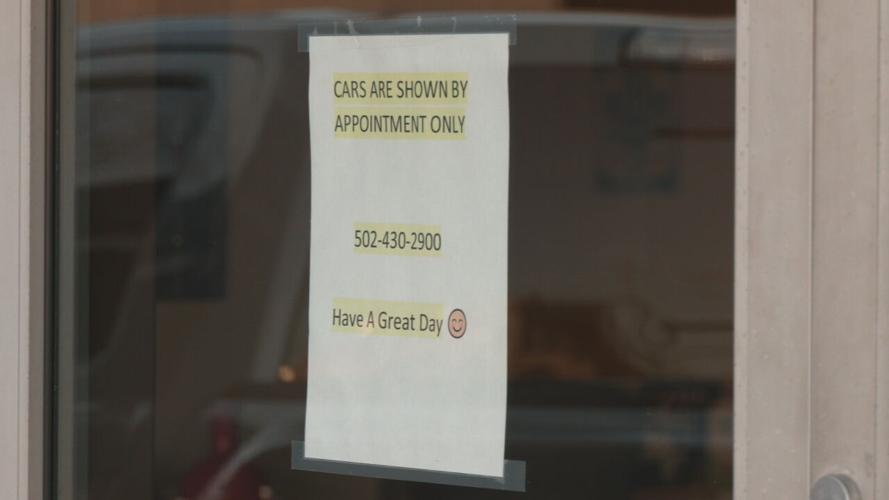 CARS ARE SHOWN BY
APPOINTMENT ONLY
502-430-2900
Have A Great Day 😊